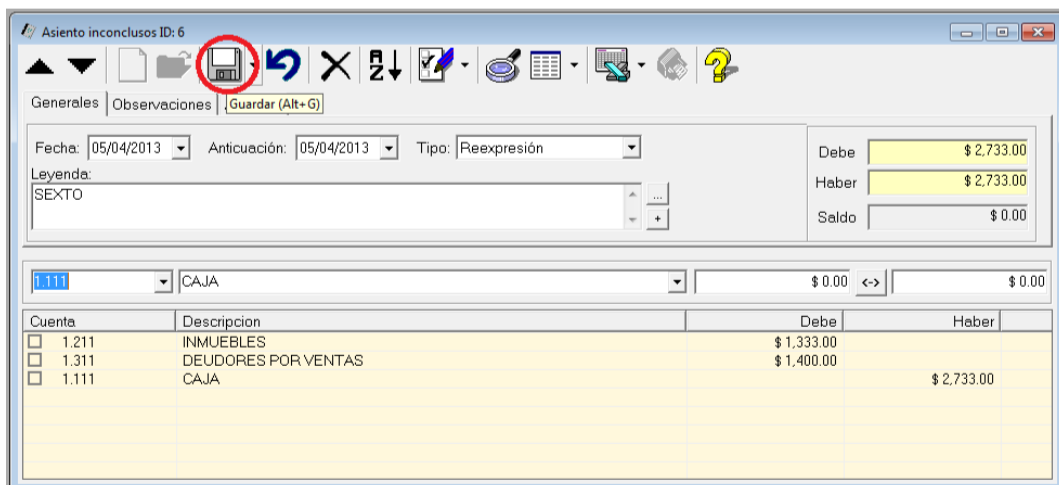 Asiento inconclusos ID: 6
Generales Observaciones
Guardar (Alt+G)
Fecha: 05/04/2013 Anticuación: 05/04/2013 Tipo: Reexpresión
Leyenda:
SEXTO
...
+
Debe $ 2,733.00
Haber $ 2,733.00
Saldo $ 0.00
1.111 CAJA $ 0.00 <-> $ 0.00
Cuenta Descripcion Debe Haber
1.211 INMUEBLES $ 1,333.00
1.311 DEUDORES POR VENTAS $ 1,400.00
1.111 CAJA $ 2,733.00